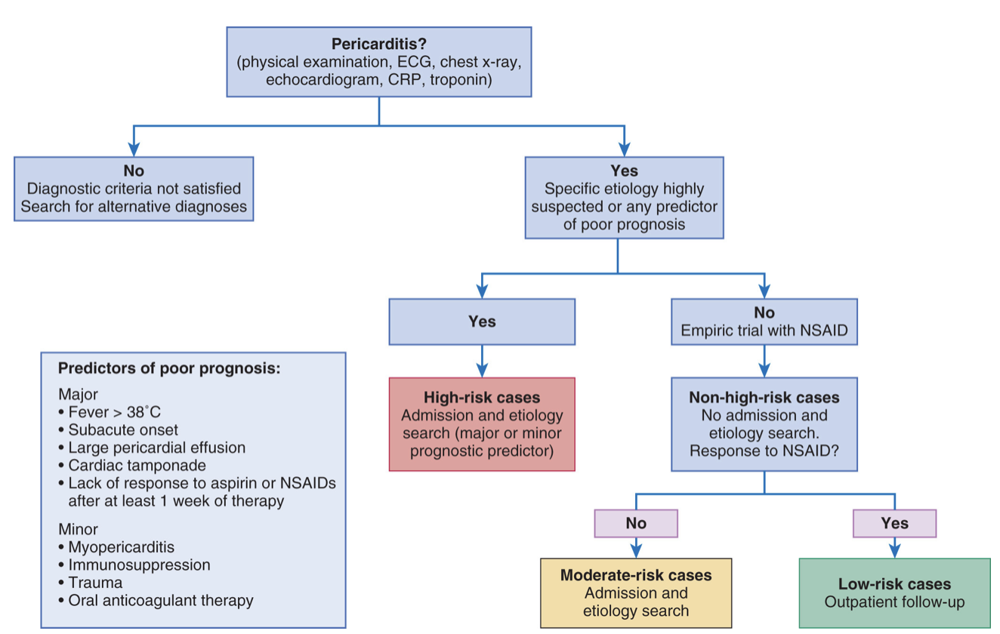 Pericarditis?
(physical examination, ECG, chest x-ray,
echocardiogram, CRP, troponin)
No
Diagnostic criteria not satisfied
Search for alternative diagnoses
Yes
Specific etiology highly
suspected or any predictor
of poor prognosis
Yes
No
Empiric trial with NSAID
High-risk cases
Admission and etiology
search (major or minor
prognostic predictor)
Non-high-risk cases
No admission and
etiology search.
Response to NSAID?
No
Yes
Moderate-risk cases
Admission and
etiology search
Low-risk cases
Outpatient follow-up
Predictors of poor prognosis:
Major
• Fever > 38˚C
• Subacute onset
• Large pericardial effusion
• Cardiac tamponade
• Lack of response to aspirin or NSAIDs
after at least 1 week of therapy
Minor
• Myopericarditis
• Immunosuppression
• Trauma
• Oral anticoagulant therapy